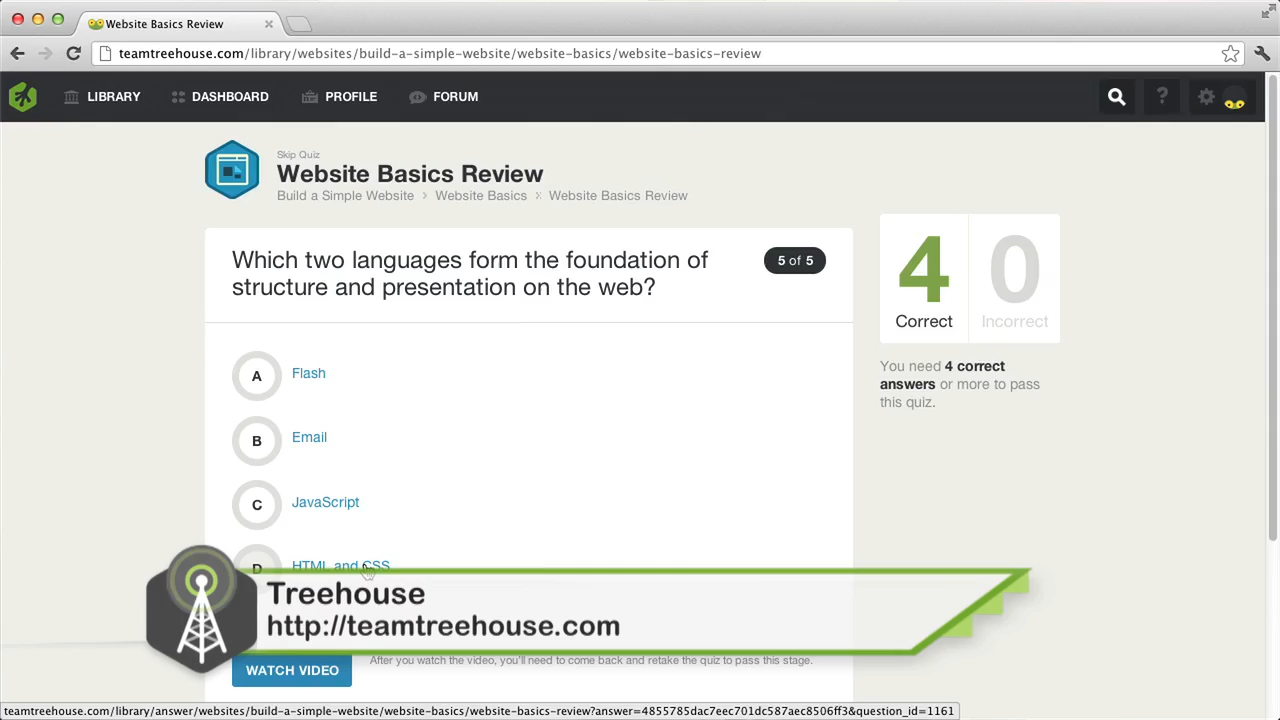 Website Basics Review
teamtreehouse.com/library/websites/build-a-simple-website/website-basics/website-basics-review
LIBRARY DASHBOARD PROFILE FORUM ?
Skip Quiz
Website Basics Review
Build a Simple Website › Website Basics › Website Basics Review
Which two languages form the foundation of
structure and presentation on the web?
5 of 5
4 0
Correct Incorrect
You need 4 correct
answers or more to pass
this quiz.
A Flash
B Email
C JavaScript
D HTML and CSS
Treehouse
http://teamtreehouse.com
WATCH VIDEO
After you watch the video, you'll need to come back and retake the quiz to pass this stage.
teamtreehouse.com/library/answer/websites/build-a-simple-website/website-basics/website-basics-review?answer=4855785dac7eec701dc587aec8506ff3&question_id=1161